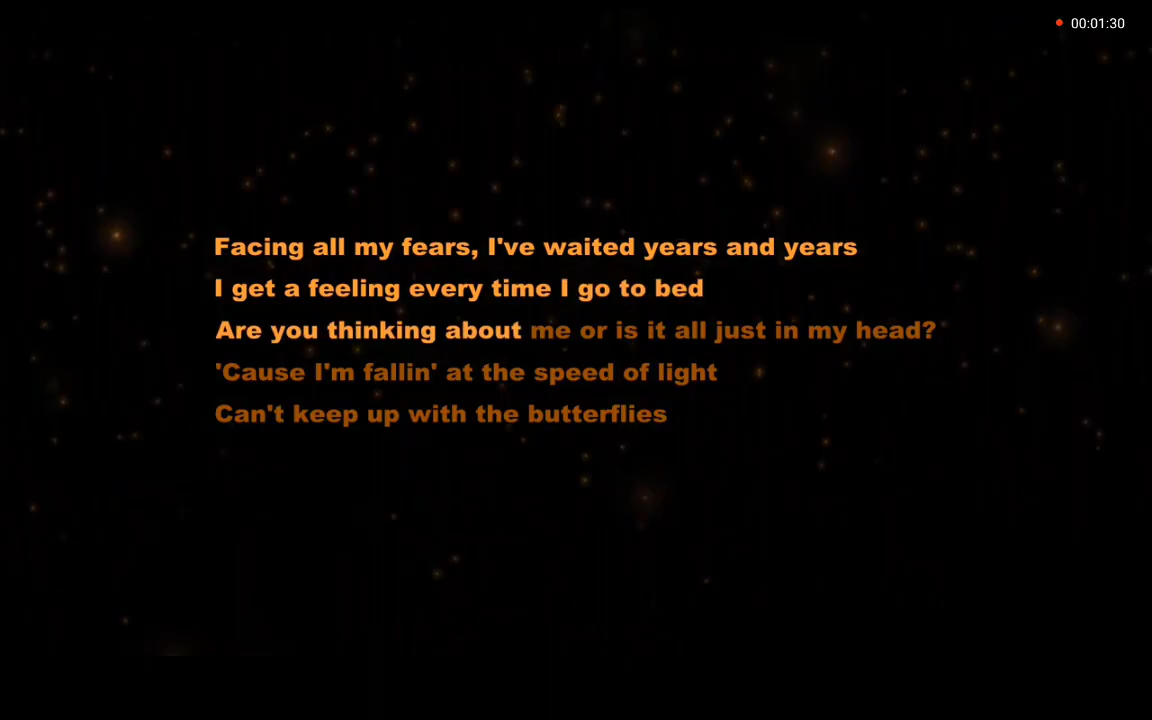 00:01:30
Facing all my fears, I've waited years and years
I get a feeling every time I go to bed
Are you thinking about me or is it all just in my head?
'Cause I'm fallin' at the speed of light
Can't keep up with the butterflies